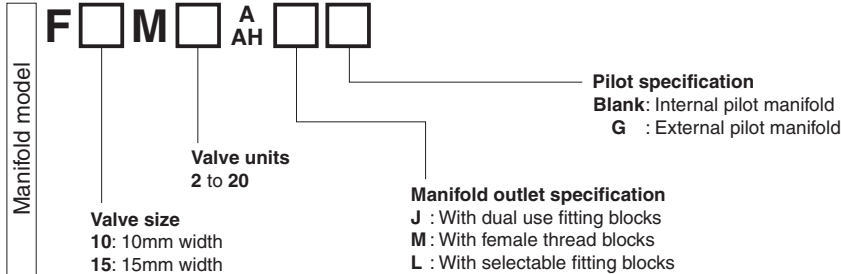 Manifold model
F□M□ A AH □□
Pilot specification
Blank: Internal pilot manifold
G : External pilot manifold
Valve units
2 to 20
Manifold outlet specification
J : With dual use fitting blocks
M : With female thread blocks
L : With selectable fitting blocks
Valve size
10: 10mm width
15: 15mm width